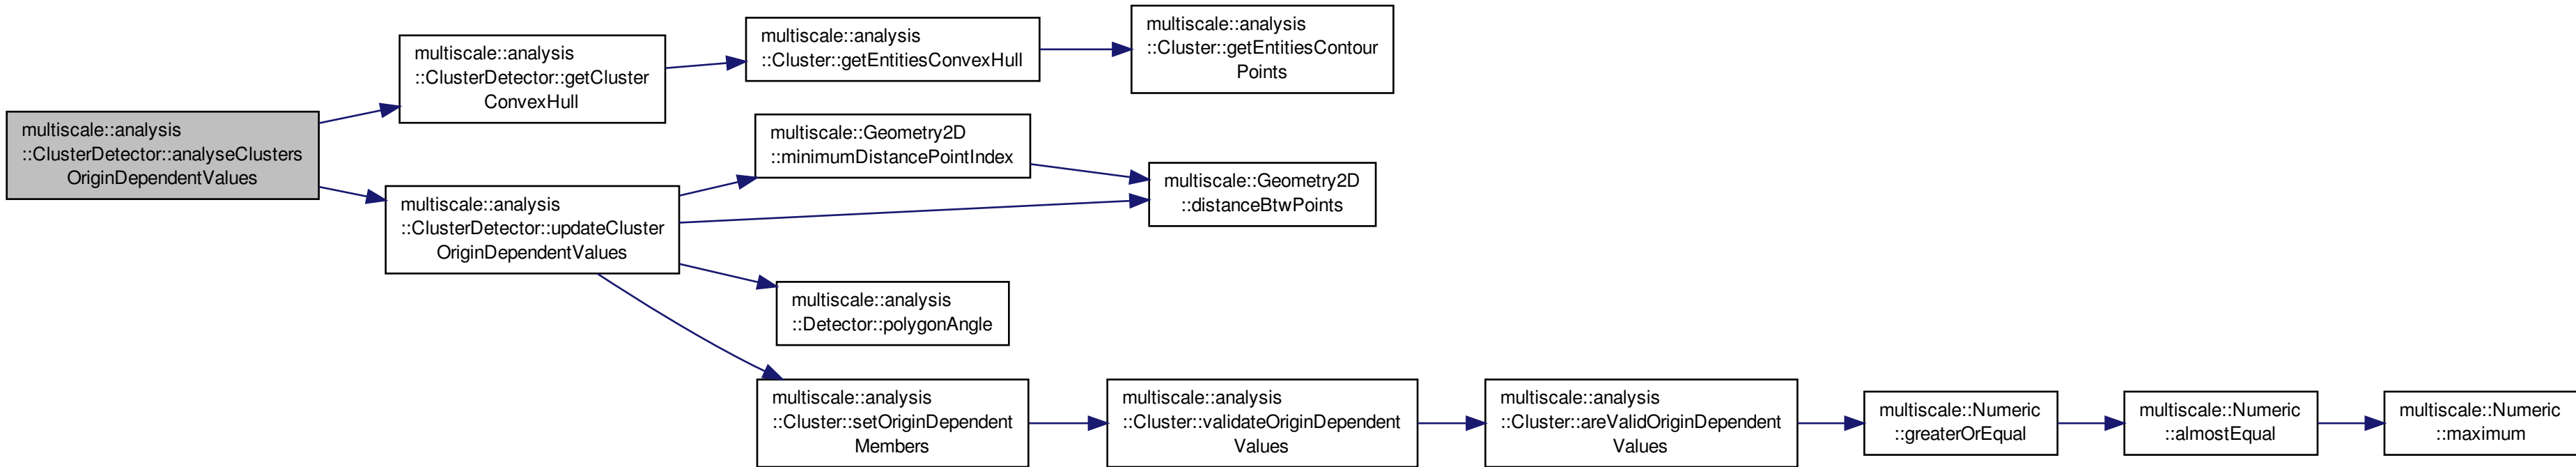 multiscale::analysis
::ClusterDetector::analyseClusters
OriginDependentValues
multiscale::analysis
::ClusterDetector::getCluster
ConvexHull
multiscale::analysis
::Cluster::getEntitiesConvexHull
multiscale::analysis
::Cluster::getEntitiesContour
Points
multiscale::analysis
::ClusterDetector::updateCluster
OriginDependentValues
multiscale::Geometry2D
::minimumDistancePointIndex
multiscale::Geometry2D
::distanceBtwPoints
multiscale::analysis
::Detector::polygonAngle
multiscale::analysis
::Cluster::setOriginDependent
Members
multiscale::analysis
::Cluster::validateOriginDependent
Values
multiscale::analysis
::Cluster::areValidOriginDependent
Values
multiscale::Numeric
::greaterOrEqual
multiscale::Numeric
::almostEqual
multiscale::Numeric
::maximum